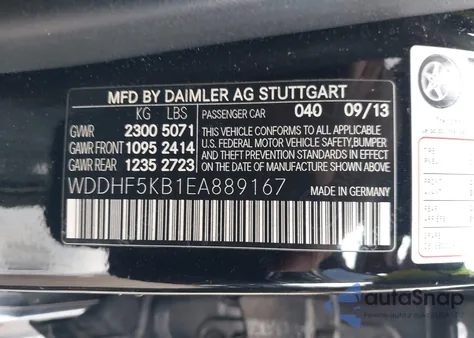 MFD BY DAIMLER AG STUTTGART
KG LBS PASSENGER CAR 040 09/13
GVWR 2300 5071
GAWR FRONT 1095 2414
GAWR REAR 1235 2723
THIS VEHICLE CONFORMS TO ALL APPLICABLE
U.S. FEDERAL MOTOR VEHICLE SAFETY, BUMPER
AND THEFT PREVENTION STANDARDS IN EFFECT
ON THE DATE OF MANUFACTURE SHOWN ABOVE.
WDDHF5KB1EA889167 MADE IN GERMANY
autoSnap